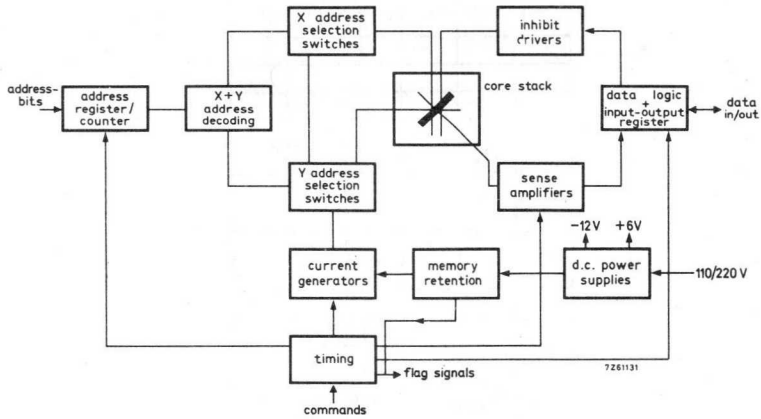 X address
selection
switches
inhibit
drivers
core stack
address-
bits
address
register/
counter
X+Y
address
decoding
data logic
+
input-output
register
data
in/out
Y address
selection
switches
sense
amplifiers
-12V
+6V
current
generators
memory
retention
d.c. power
supplies
110/220 V
timing
7Z61131
flag signals
commands